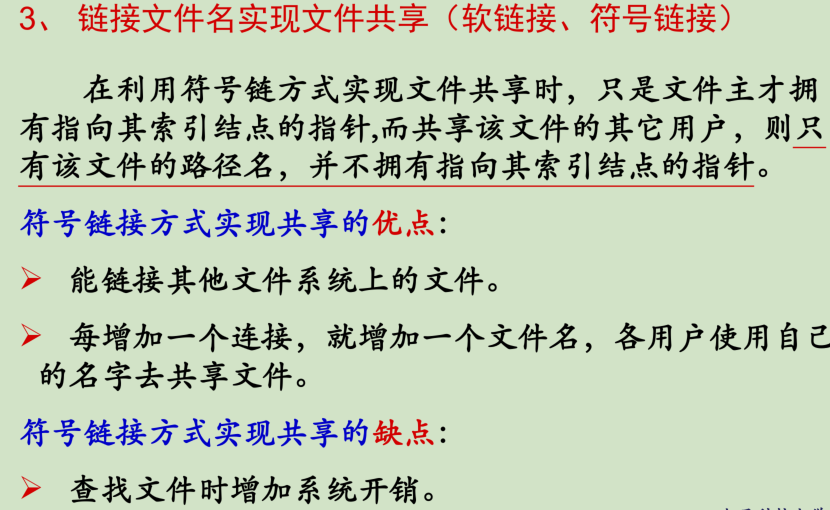 3、 链接文件名实现文件共享（软链接、符号链接）
在利用符号链方式实现文件共享时，只是文件主才拥
有指向其索引结点的指针,而共享该文件的其它用户，则只
有该文件的路径名，并不拥有指向其索引结点的指针。
符号链接方式实现共享的优点：
➢ 能链接其他文件系统上的文件。
➢ 每增加一个连接，就增加一个文件名，各用户使用自己
的名字去共享文件。
符号链接方式实现共享的缺点：
➢ 查找文件时增加系统开销。